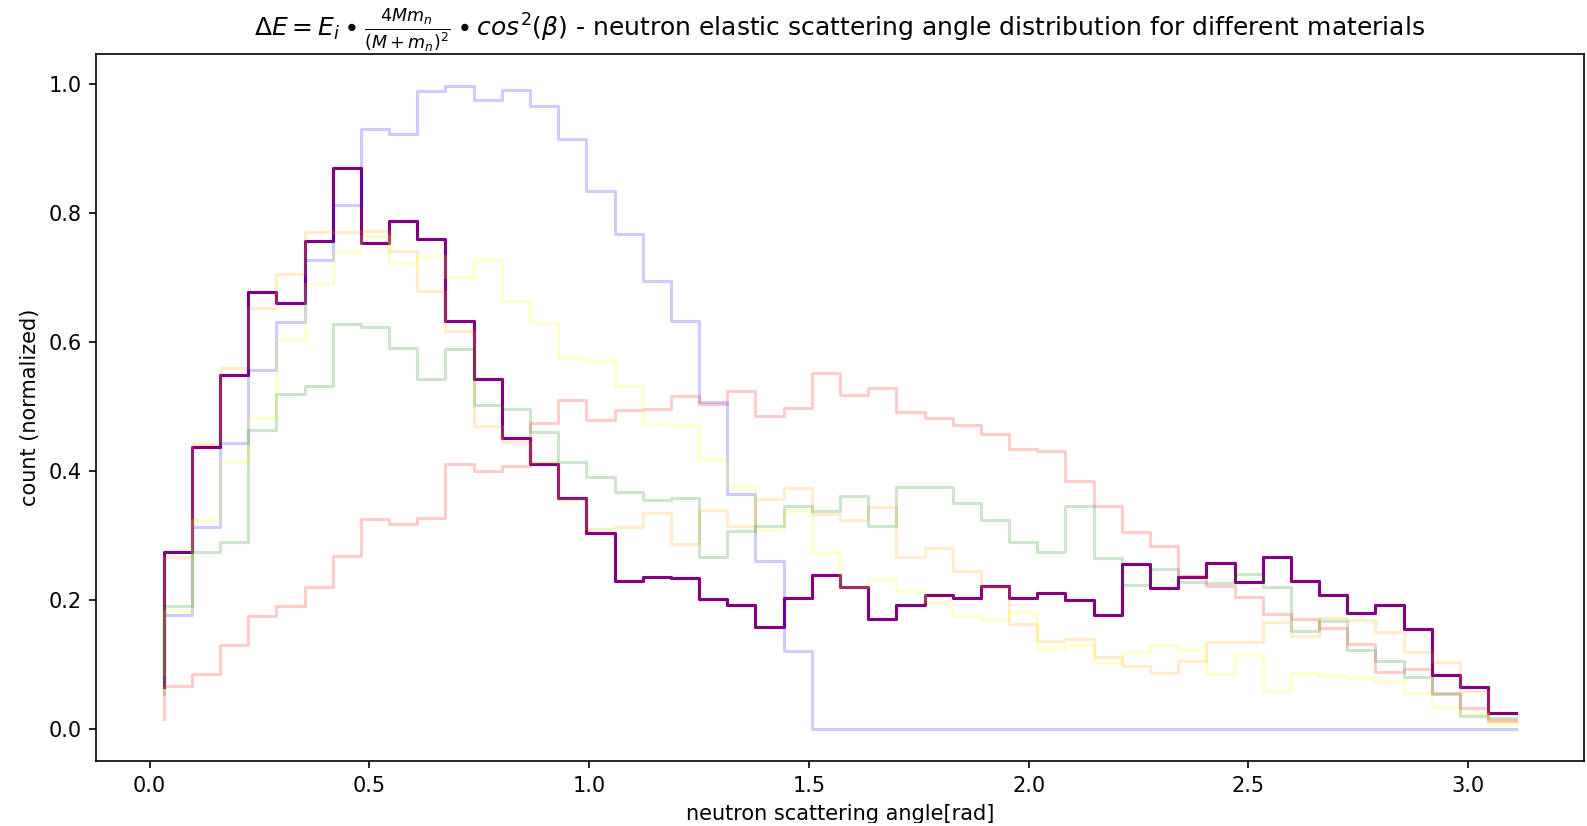 ΔE = E_i • \frac{4Mm_n}{(M + m_n)^2} • cos^2(β) - neutron elastic scattering angle distribution for different materials
count (normalized)
1.0
0.8
0.6
0.4
0.2
0.0
0.0 0.5 1.0 1.5 2.0 2.5 3.0
neutron scattering angle[rad]